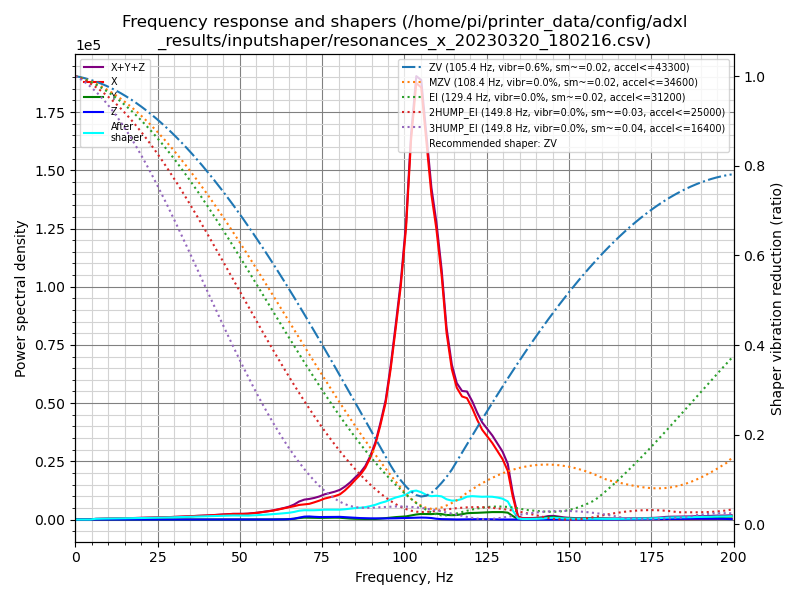 Frequency response and shapers (/home/pi/printer_data/config/adxl
_results/inputshaper/resonances_x_20230320_180216.csv)
1e5
X+Y+Z
X
Y
Z
After
shaper
ZV (105.4 Hz, vibr=0.6%, sm~=0.02, accel<=43300)
MZV (108.4 Hz, vibr=0.0%, sm~=0.02, accel<=34600)
EI (129.4 Hz, vibr=0.0%, sm~=0.02, accel<=31200)
2HUMP_EI (149.8 Hz, vibr=0.0%, sm~=0.03, accel<=25000)
3HUMP_EI (149.8 Hz, vibr=0.0%, sm~=0.04, accel<=16400)
Recommended shaper: ZV
Power spectral density
1.75
1.50
1.25
1.00
0.75
0.50
0.25
0.00
1.0
0.8
0.6
0.4
0.2
0.0
Shaper vibration reduction (ratio)
0 25 50 75 100 125 150 175 200
Frequency, Hz